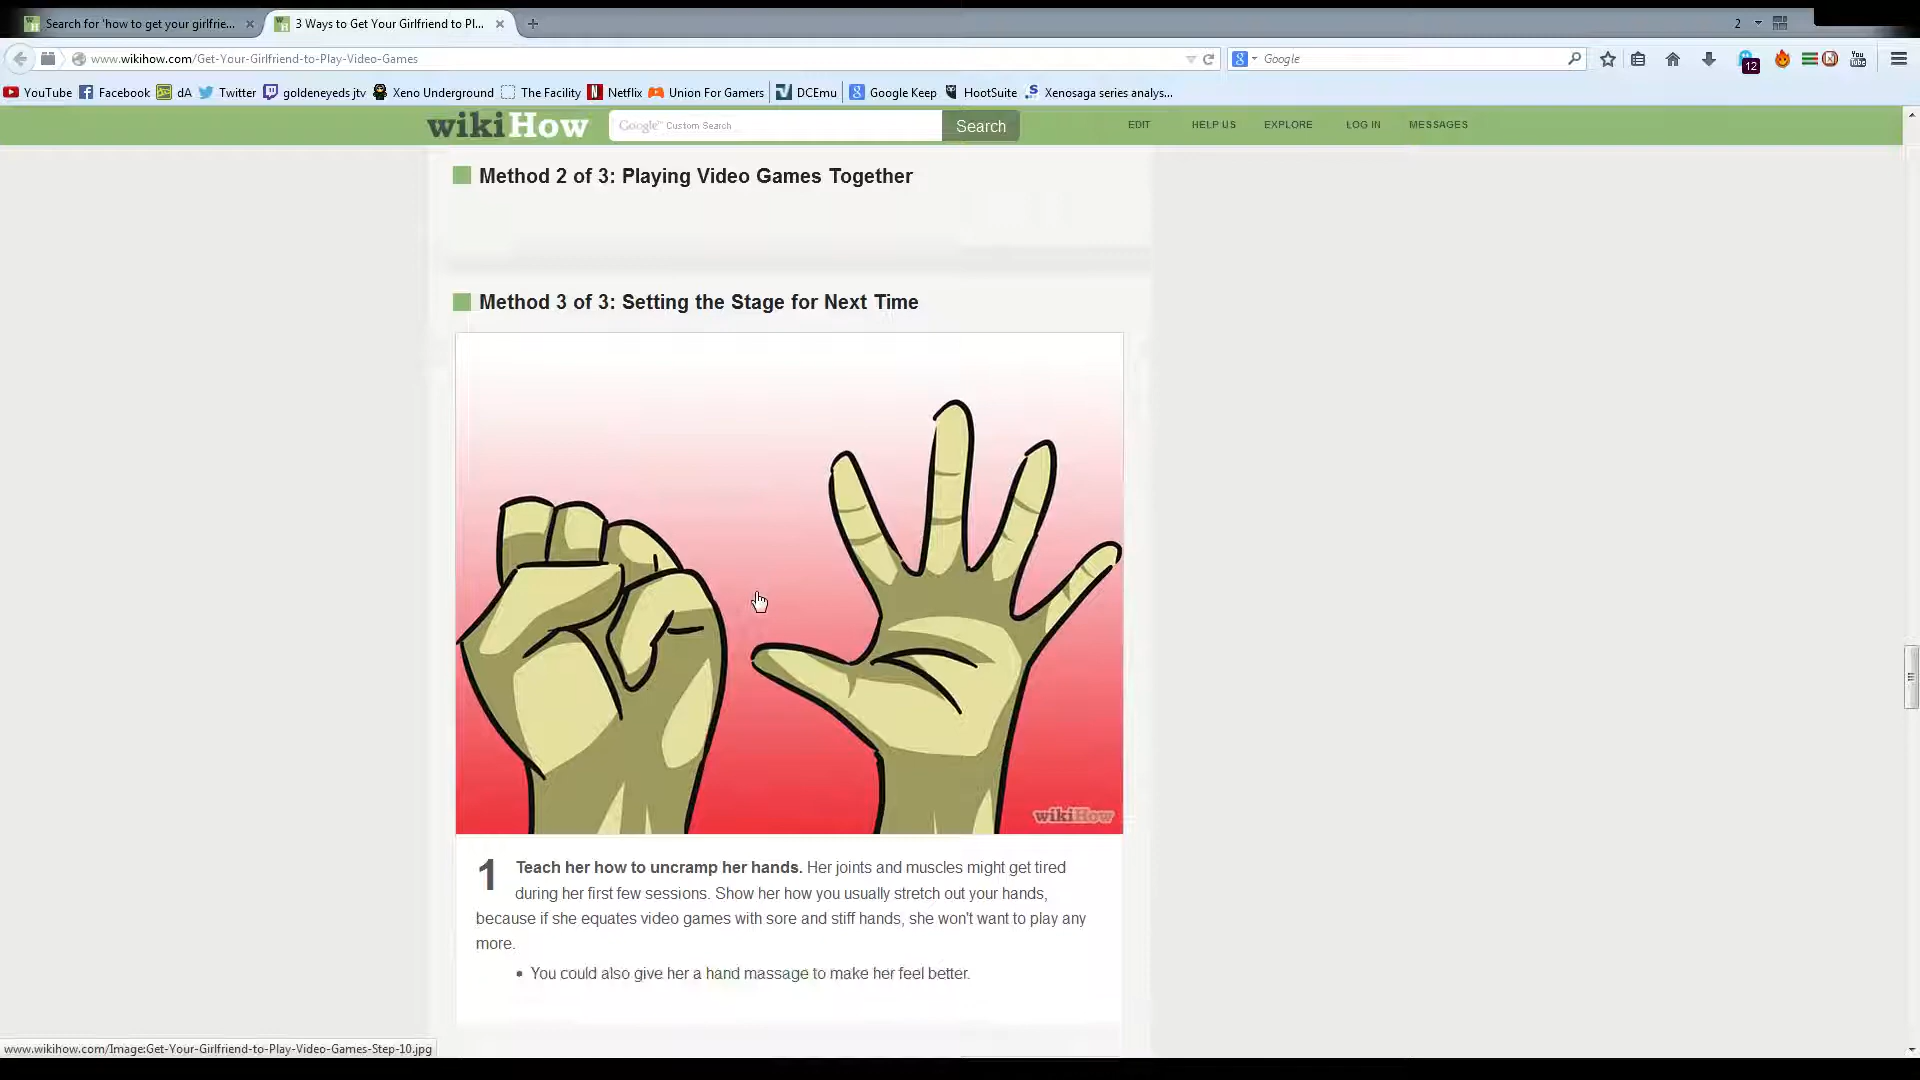 Search for 'how to get your girlfrie...
3 Ways to Get Your Girlfriend to Pl...
2
www.wikihow.com/Get-Your-Girlfriend-to-Play-Video-Games
Google
12
YouTube Facebook dA Twitter goldeneyeds jtv Xeno Underground The Facility Netflix Union For Gamers DCEmu Google Keep HootSuite Xenosaga series analys...
wikiHow Google™ Custom Search Search EDIT HELP US EXPLORE LOG IN MESSAGES
Method 2 of 3: Playing Video Games Together
Method 3 of 3: Setting the Stage for Next Time
wikiHow
1 Teach her how to uncramp her hands. Her joints and muscles might get tired
during her first few sessions. Show her how you usually stretch out your hands,
because if she equates video games with sore and stiff hands, she won't want to play any
more.
• You could also give her a hand massage to make her feel better.
www.wikihow.com/Image:Get-Your-Girlfriend-to-Play-Video-Games-Step-10.jpg